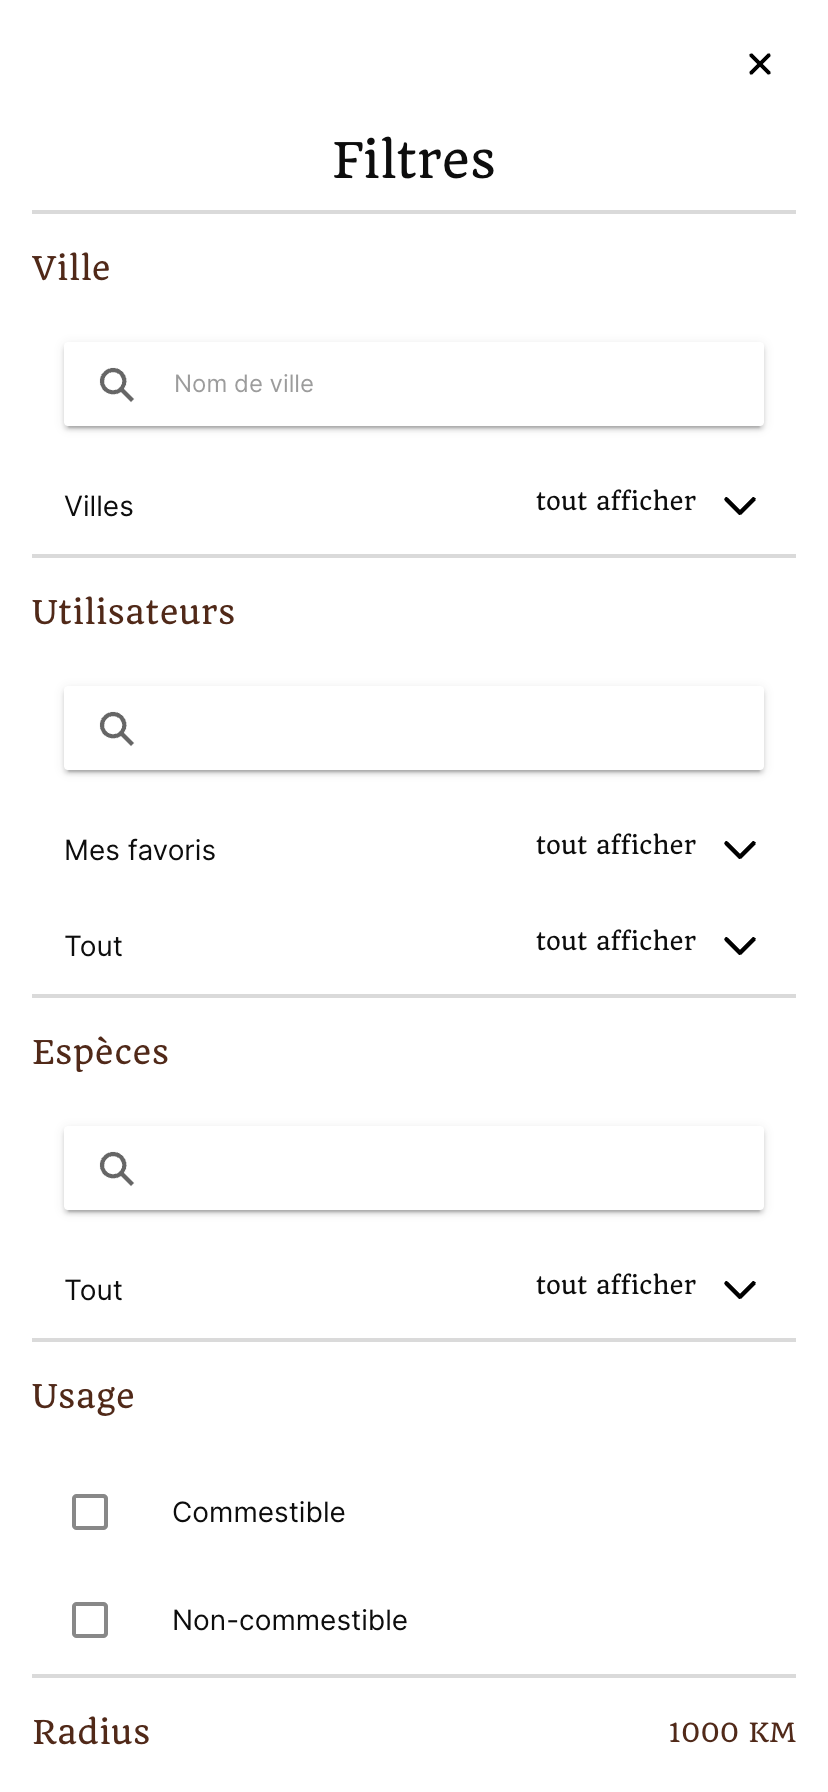 Filtres
Ville
Nom de ville
Villes tout afficher
Utilisateurs
Mes favoris tout afficher
Tout tout afficher
Espèces
Tout tout afficher
Usage
Commestible
Non-commestible
Radius 1000 KM